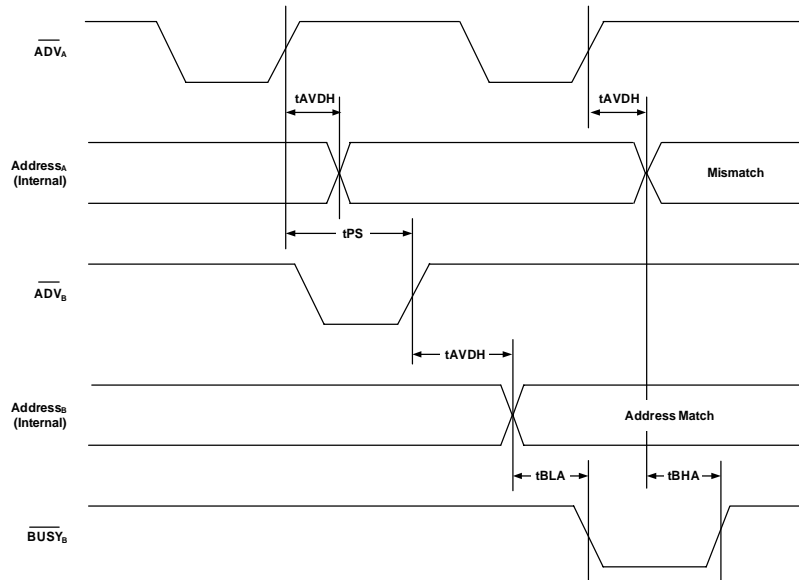 ADVA
tAVDH
tAVDH
AddressA
(Internal)
Mismatch
tPS
ADVB
tAVDH
AddressB
(Internal)
Address Match
tBLA
tBHA
BUSYB